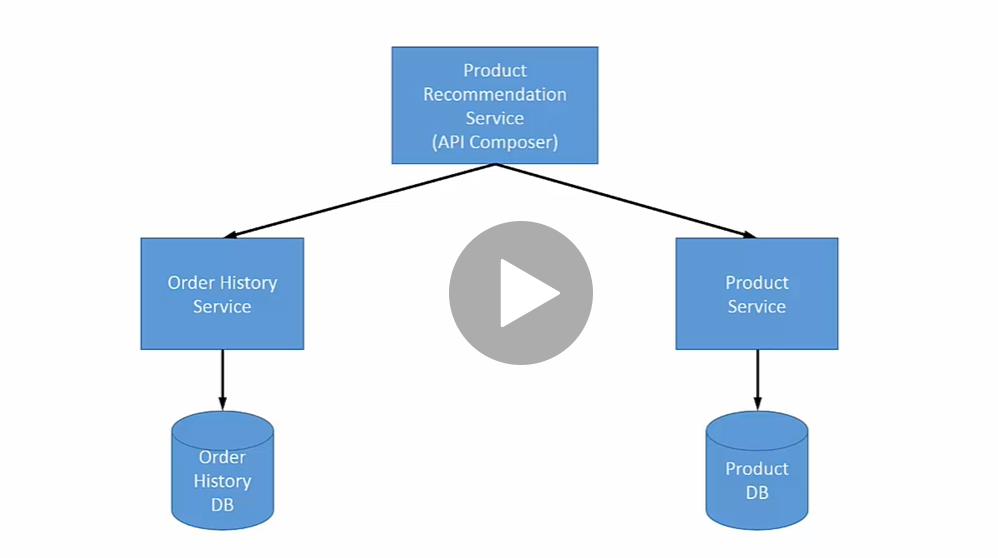 Product
Recommendation
Service
(API Composer)
Order History
Service
Product
Service
Order
History
DB
Product
DB